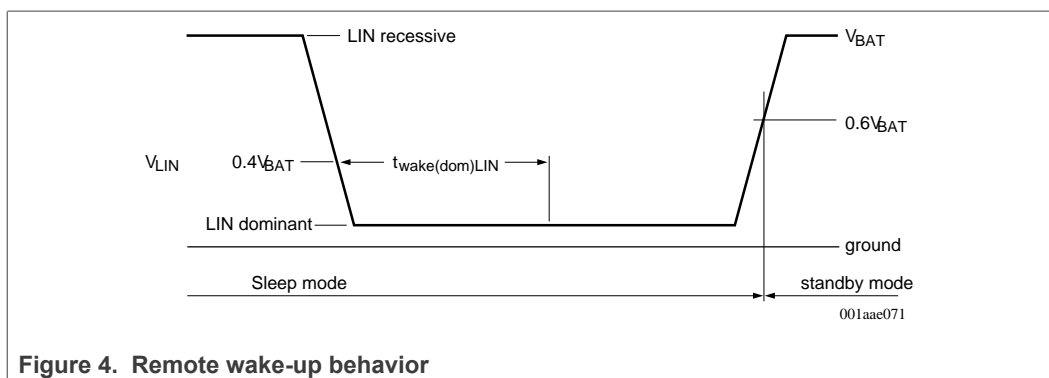 LIN recessive
VBAT
0.6VBAT
VLIN
0.4VBAT
twake(dom)LIN
LIN dominant
ground
Sleep mode
standby mode
001aae071
Figure 4. Remote wake-up behavior